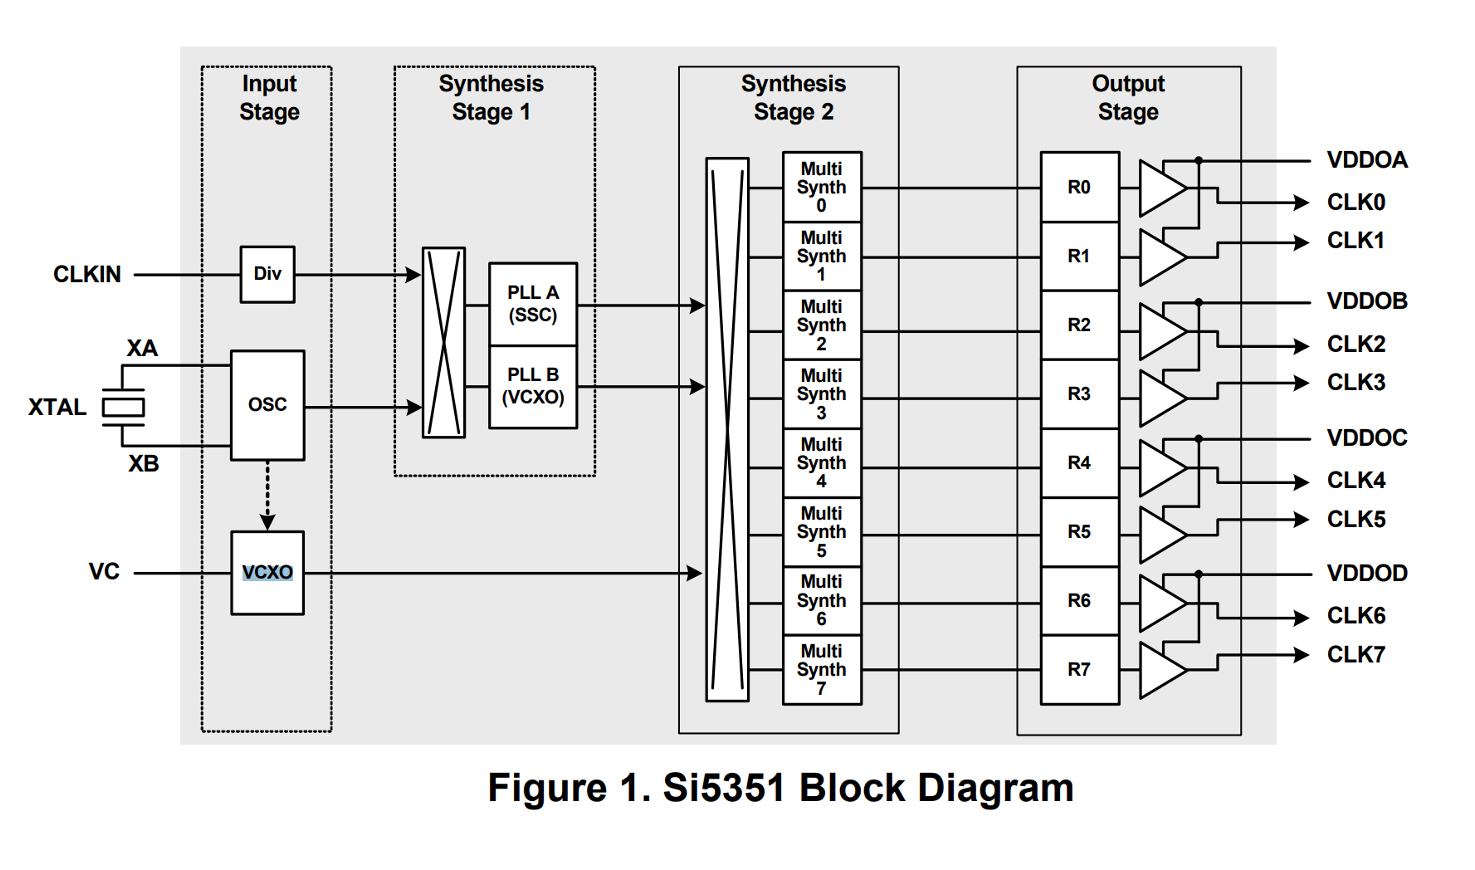 Input
Stage
Synthesis
Stage 1
Synthesis
Stage 2
Output
Stage
CLKIN
Div
XA
XTAL
XB
OSC
VC
VCXO
PLL A
(SSC)
PLL B
(VCXO)
Multi
Synth
0
Multi
Synth
1
Multi
Synth
2
Multi
Synth
3
Multi
Synth
4
Multi
Synth
5
Multi
Synth
6
Multi
Synth
7
R0
R1
R2
R3
R4
R5
R6
R7
VDDOA
CLK0
CLK1
VDDOB
CLK2
CLK3
VDDOC
CLK4
CLK5
VDDOD
CLK6
CLK7
Figure 1. Si5351 Block Diagram